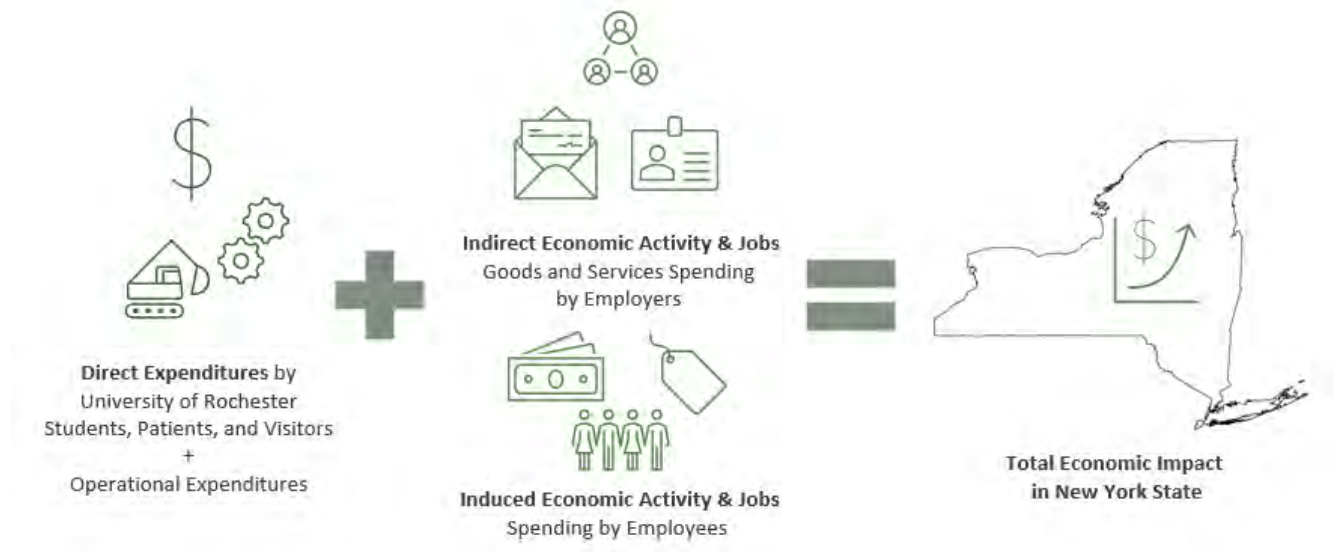 Direct Expenditures by
University of Rochester
Students, Patients, and Visitors
+
Operational Expenditures
Indirect Economic Activity & Jobs
Goods and Services Spending
by Employers
Induced Economic Activity & Jobs
Spending by Employees
Total Economic Impact
in New York State